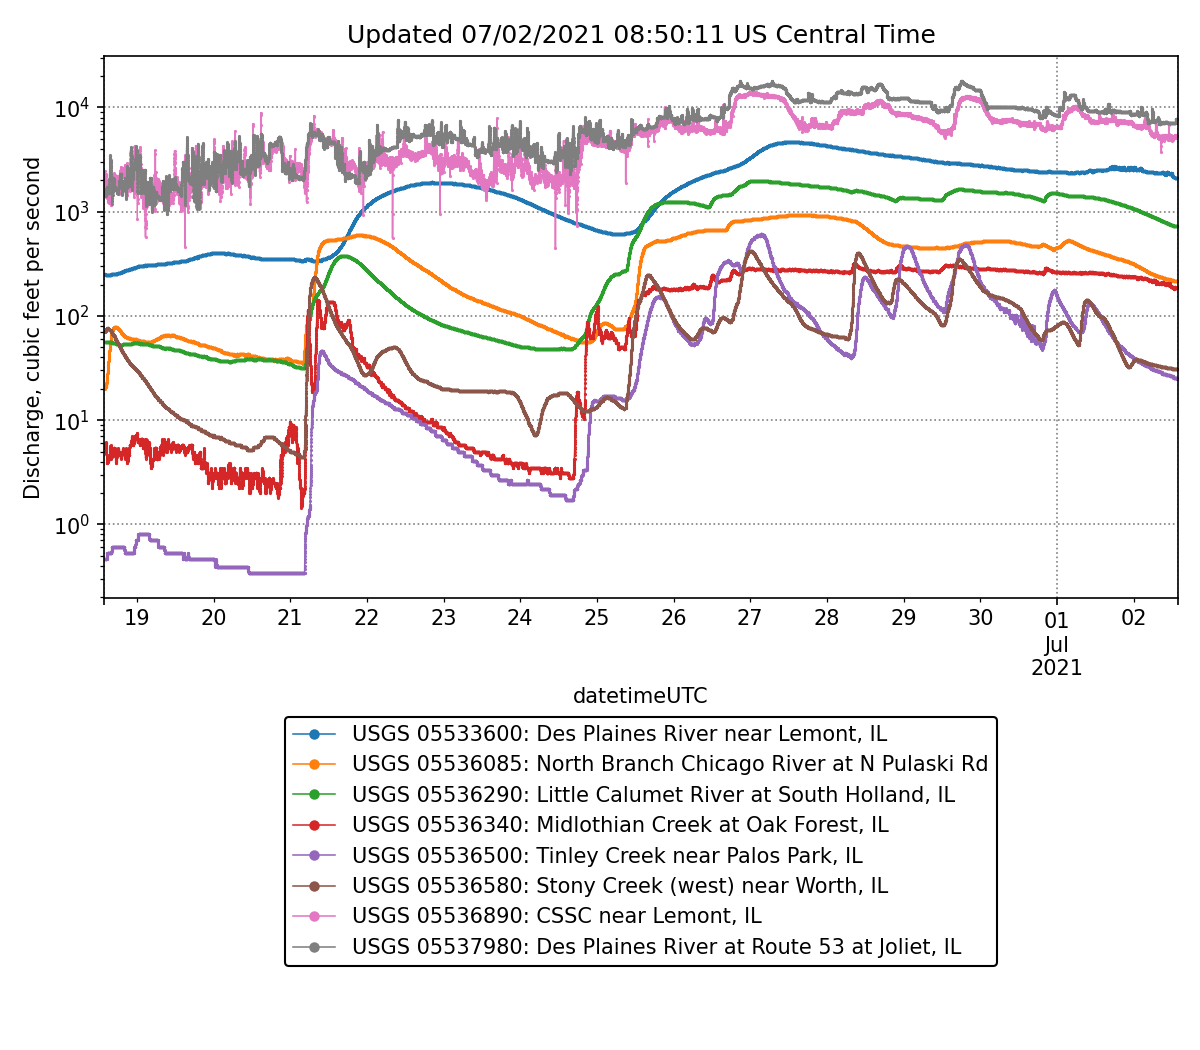 Updated 07/02/2021 08:50:11 US Central Time
Discharge, cubic feet per second
10^4
10^3
10^2
10^1
10^0
19 20 21 22 23 24 25 26 27 28 29 30 01 02
Jul
2021
datetimeUTC
USGS 05533600: Des Plaines River near Lemont, IL
USGS 05536085: North Branch Chicago River at N Pulaski Rd
USGS 05536290: Little Calumet River at South Holland, IL
USGS 05536340: Midlothian Creek at Oak Forest, IL
USGS 05536500: Tinley Creek near Palos Park, IL
USGS 05536580: Stony Creek (west) near Worth, IL
USGS 05536890: CSSC near Lemont, IL
USGS 05537980: Des Plaines River at Route 53 at Joliet, IL